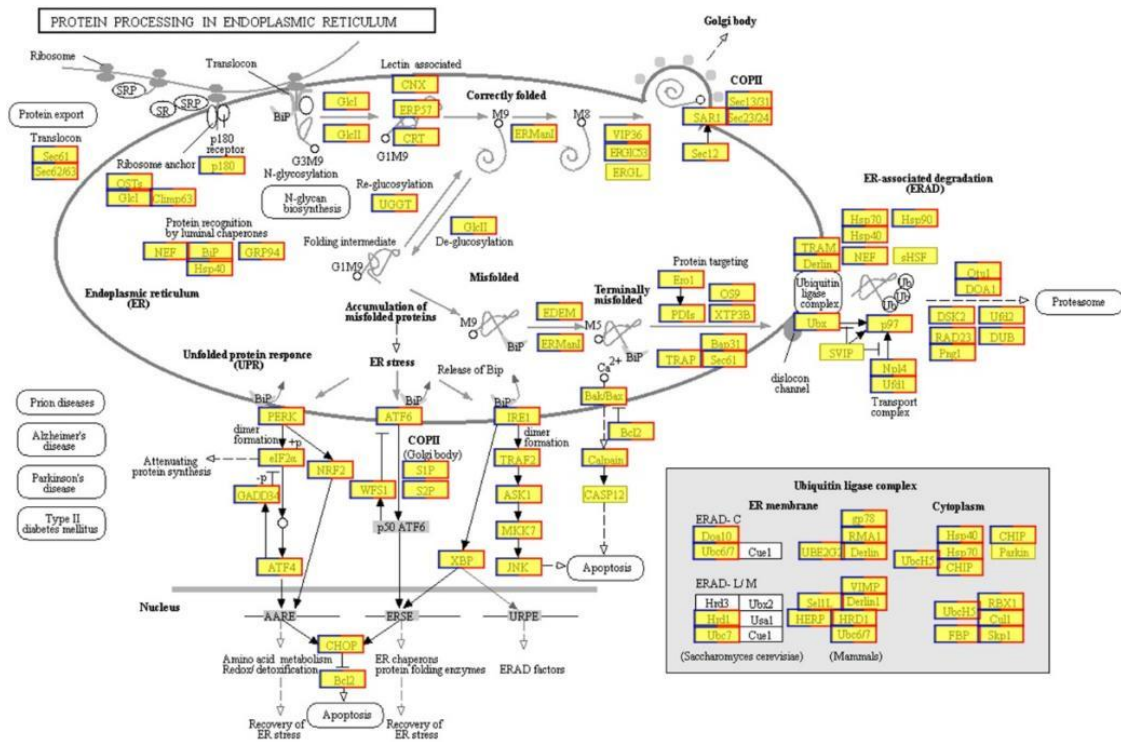 PROTEIN PROCESSING IN ENDOPLASMIC RETICULUM
Golgi body
Ribosome
Translocon
Lectin associated
COPII
CNX
SRP
SRP
SR
BiP
GlcI
ERP57
Correctly folded
Sec13/31
SAR1
Sec23/24
Protein export
M9
M8
GlcII
CRT
ERManI
VIP36
Translocon
p180
receptor
G3M9
G1M9
ERGIC53
Sec12
Sec61
Ribosome anchor
p180
N-glycosylation
ERGL
Sec62/63
OSTs
N-glycan
biosynthesis
Re-glucosylation
UGGT
ER-associated degradation
(ERAD)
GlcI
Climp63
Hsp70
Hsp90
Protein recognition
by luminal chaperones
GlcII
De-glucosylation
Hsp40
TRAM
NEF
BiP
GRP94
Folding intermediate
Derlin
NEF
sHSF
Hsp40
G1M9
Protein targeting
Ero1
Otu1
Misfolded
Ubiquitin
ligase
complex
Ub
Ub
Ub
DOA1
Endoplasmic reticulum
(ER)
Terminally
misfolded
OS9
Proteasome
Accumulation of
misfolded proteins
EDEM
PDIs
XTP3B
DSK2
Ufd2
M9
M5
Ubx
p97
BiP
ERManI
BiP
Bap31
RAD23
DUB
Unfolded protein responce
(UPR)
ER stress
TRAP
Sec61
SVIP
Png1
Release of Bip
Ca2+
dislocon
channel
Npl4
Ufd1
Transport
complex
Prion diseases
BiP
BiP
BiP
Bak/Bax
PERK
ATF6
IRE1
Alzheimer's
disease
dimer
formation
+p
COPII
(Golgi body)
dimer
formation
Bcl2
Attenuating
protein synthesis
eIF2α
TRAF2
Calpain
Parkinson's
disease
-p
NRF2
S1P
GADD34
WFS1
S2P
ASK1
CASP12
Type II
diabetes mellitus
p50 ATF6
MKK7
ATF4
XBP
JNK
Apoptosis
Nucleus
AARE
ERSE
URPE
CHOP
Amino acid metabolism
Redox/ detoxification
ER chaperons
protein folding enzymes
ERAD factors
Bcl2
Recovery of
ER stress
Apoptosis
Recovery of
ER stress
Ubiquitin ligase complex
ER membrane
Cytoplasm
ERAD- C
gp78
Doa10
RMA1
Hsp40
CHIP
Ubc6/7
Cue1
UBE2G2
Derlin
UbcH5
Hsp70
Parkin
CHIP
ERAD- L/ M
VIMP
Hrd3
Ubx2
Sel1L
Derlin1
UbcH5
RBX1
Hrd1
Usa1
HERP
HRD1
Cul1
Ubc7
Cue1
Ubc6/7
FBP
Skp1
(Saccharomyces cerevisiae)
(Mammals)